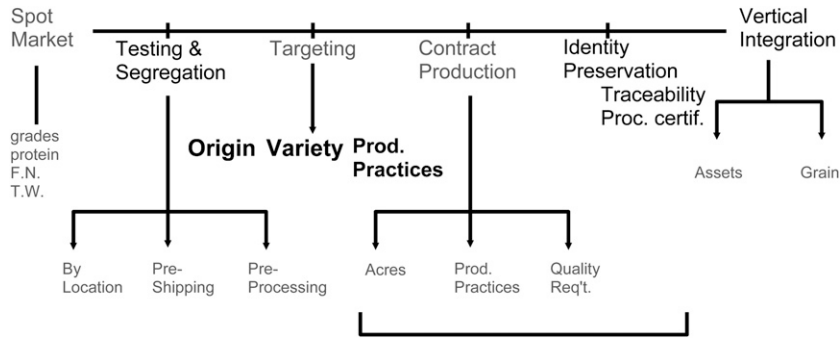 Spot
Market
Testing &
Segregation
Targeting
Contract
Production
Identity
Preservation
Traceability
Proc. certif.
Vertical
Integration
grades
protein
F.N.
T.W.
Origin Variety Prod.
Practices
Assets
Grain
By
Location
Pre-
Shipping
Pre-
Processing
Acres
Prod.
Practices
Quality
Req't.